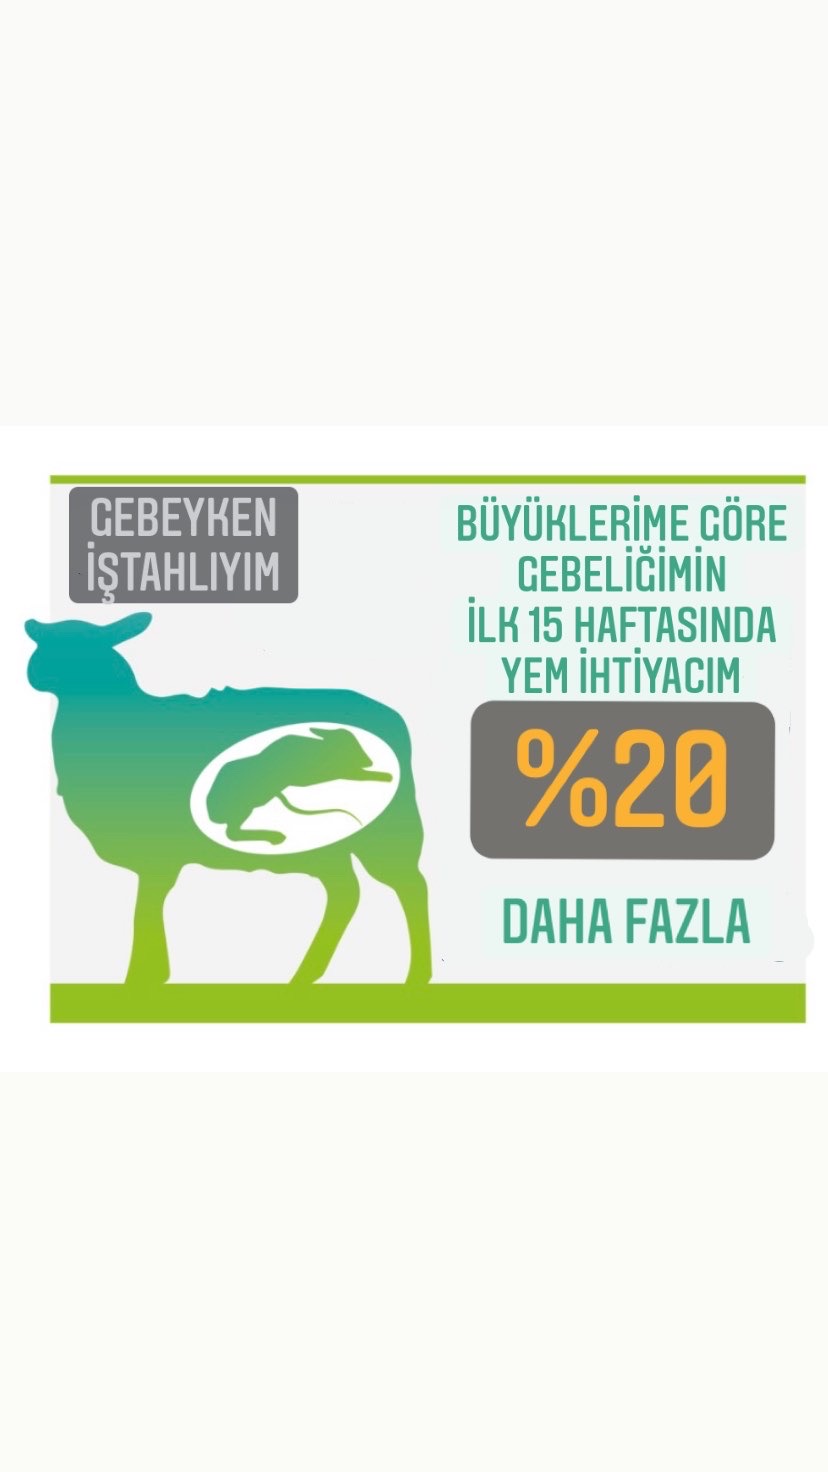 GEBEYKEN
İŞTAHLIYIM
BÜYÜKLERİME GÖRE
GEBELİĞİMİN
İLK 15 HAFTASINDA
YEM İHTİYACIM
%20
DAHA FAZLA